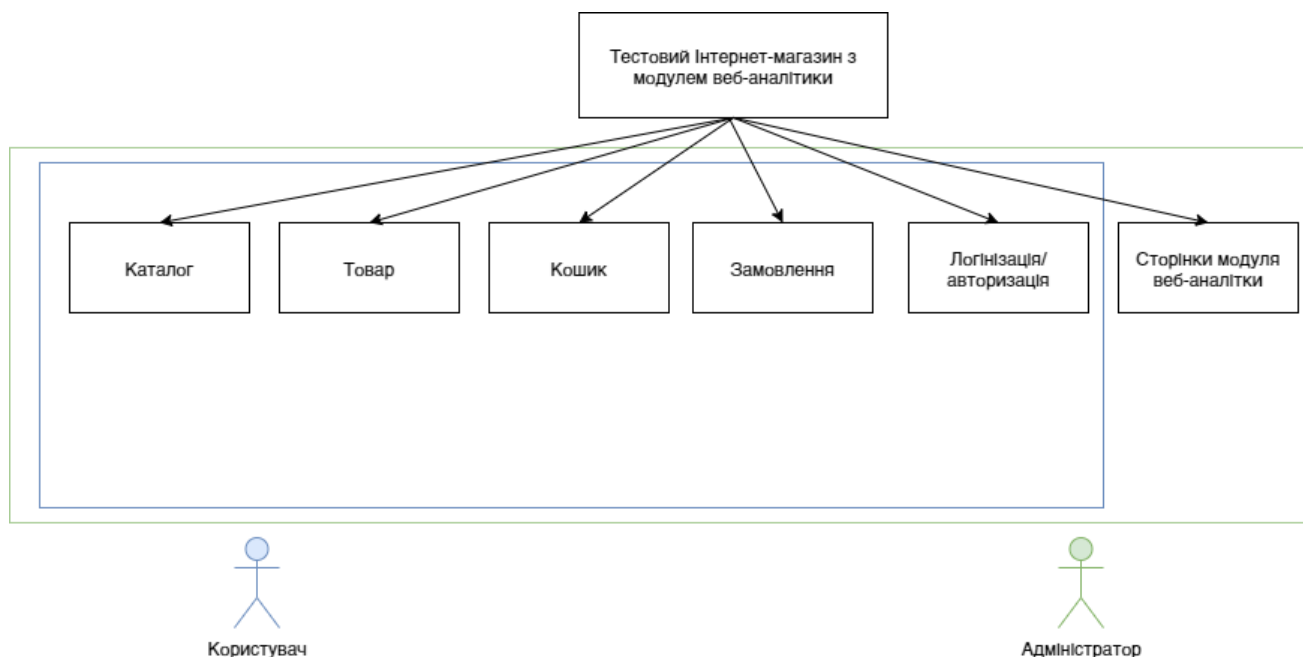 Тестовий Інтернет-магазин з
модулем веб-аналітики
Каталог
Товар
Кошик
Замовлення
Логінізація/
авторизація
Сторінки модуля
веб-аналітки
Користувач
Адміністратор